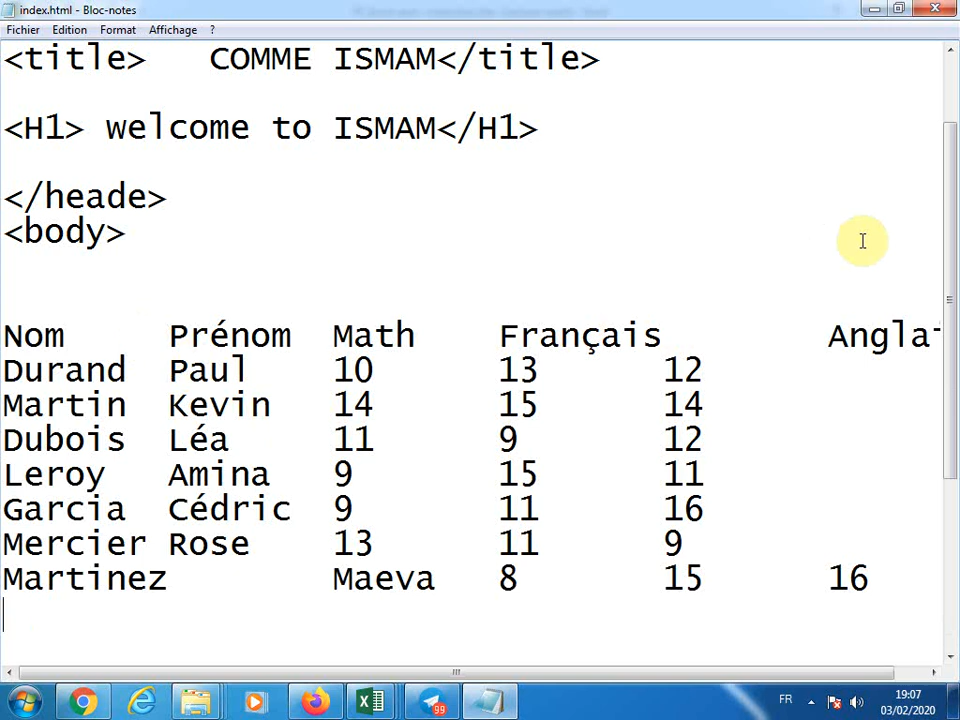 index.html - Bloc-notes
Fichier Edition Format Affichage ?
<title> COMME ISMAM</title>
<H1> welcome to ISMAM</H1>
</heade>
<body>
Nom Prénom Math Français Anglai
Durand Paul 10 13 12
Martin Kevin 14 15 14
Dubois Léa 11 9 12
Leroy Amina 9 15 11
Garcia Cédric 9 11 16
Mercier Rose 13 11 9
Martinez Maeva 8 15 16
99
FR
19:07
03/02/2020